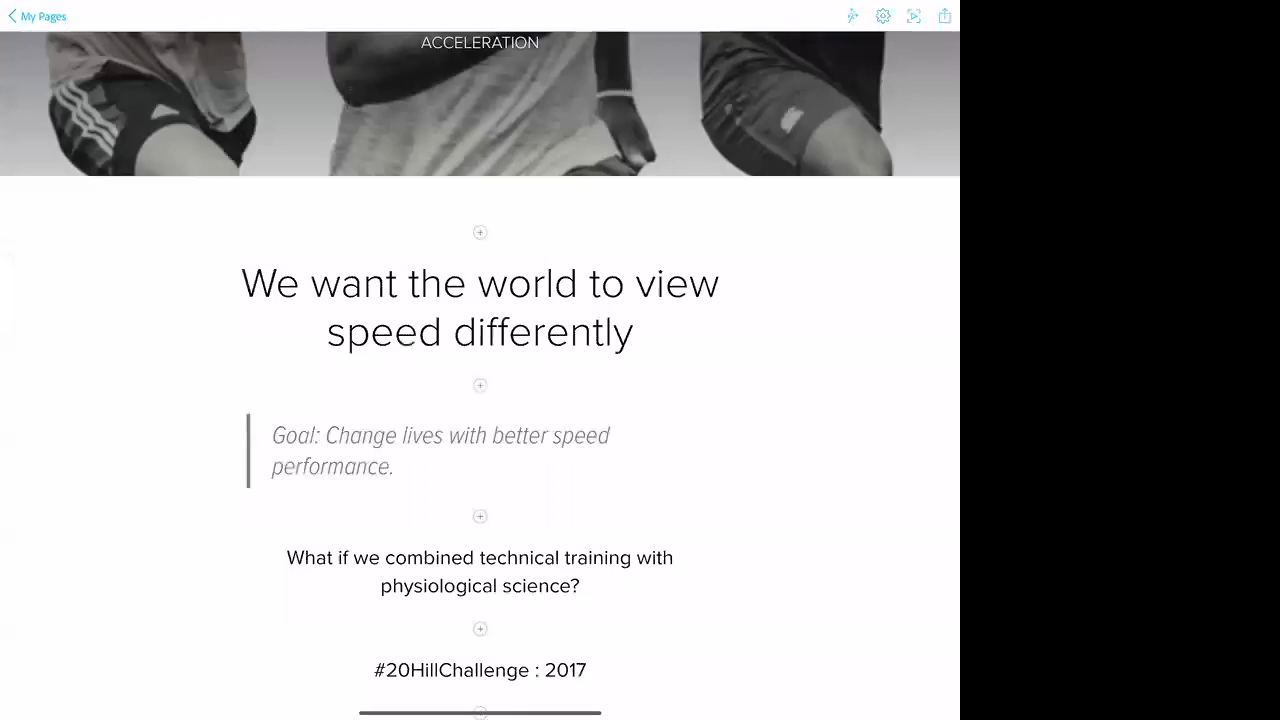 My Pages
ACCELERATION
We want the world to view
speed differently
Goal: Change lives with better speed
performance.
What if we combined technical training with
physiological science?
#20HillChallenge : 2017